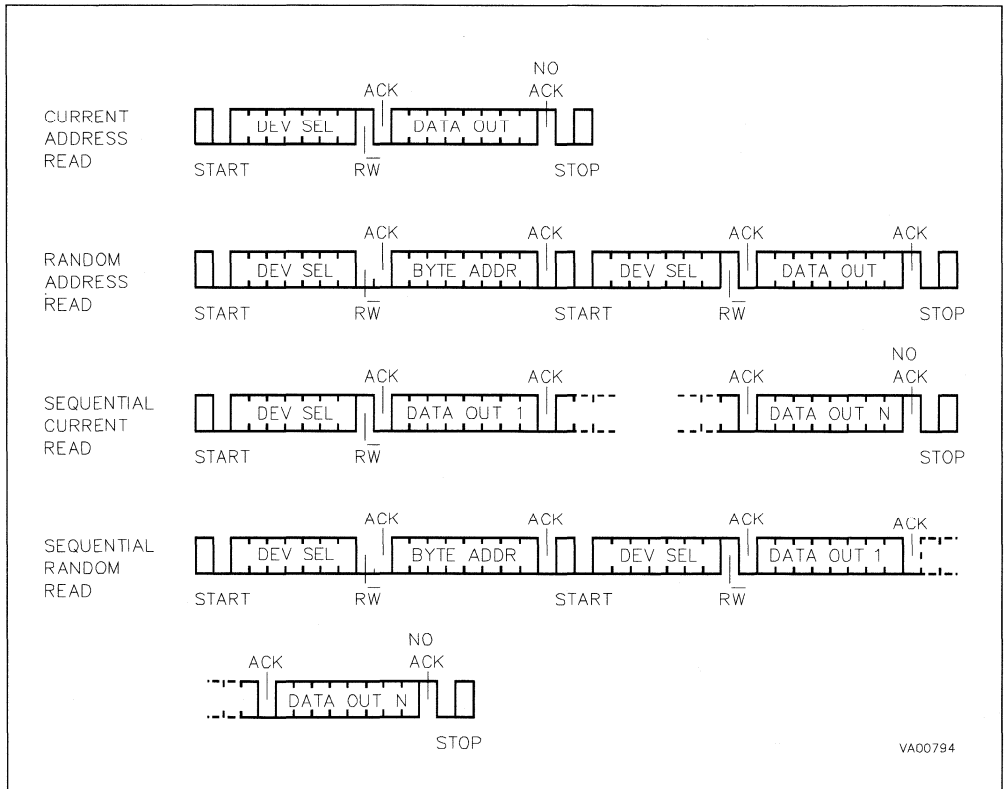 NO
ACK ACK
CURRENT
ADDRESS
READ
DEV SEL DATA OUT
START RW̅ STOP
ACK ACK ACK ACK
RANDOM
ADDRESS
READ
DEV SEL BYTE ADDR DEV SEL DATA OUT
START RW̅ START RW̅ STOP
NO
ACK ACK ACK ACK
SEQUENTIAL
CURRENT
READ
DEV SEL DATA OUT 1 DATA OUT N
START RW̅ STOP
ACK ACK ACK ACK
SEQUENTIAL
RANDOM
READ
DEV SEL BYTE ADDR DEV SEL DATA OUT 1
START RW̅ START RW̅
NO
ACK ACK
DATA OUT N
STOP
VA00794